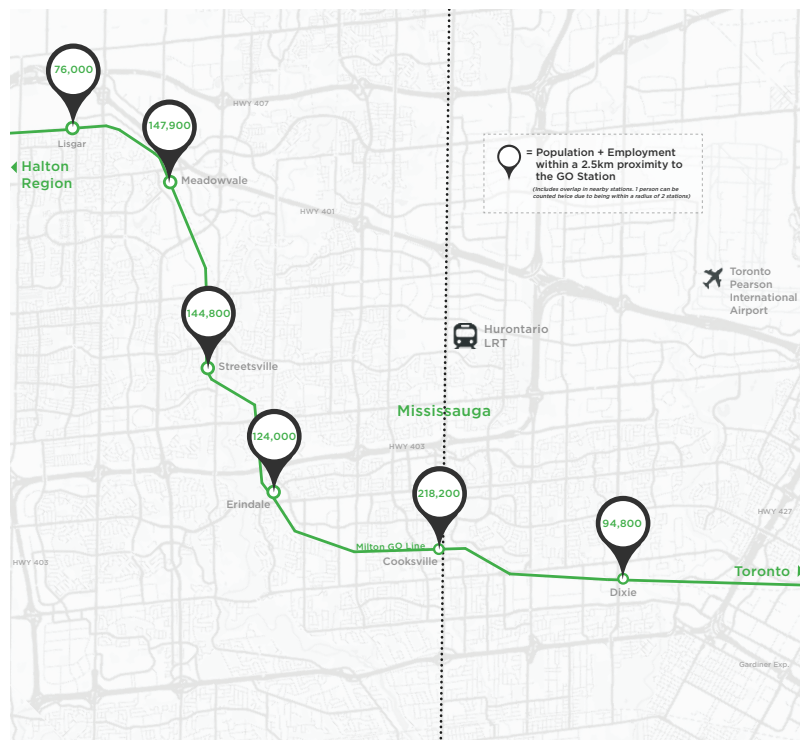 76,000
Lisgar
Halton
Region
147,900
Meadowvale
HWY 407
= Population + Employment
within a 2.5km proximity to
the GO Station
(Includes overlap in nearby stations. 1 person can be
counted twice due to being within a radius of 2 stations)
HWY 401
Toronto
Pearson
International
Airport
144,800
Streetsville
Hurontario
LRT
Mississauga
124,000
Erindale
HWY 403
218,200
Milton GO Line
Cooksville
94,800
Dixie
HWY 427
HWY 403
Toronto
Gardiner Exp.